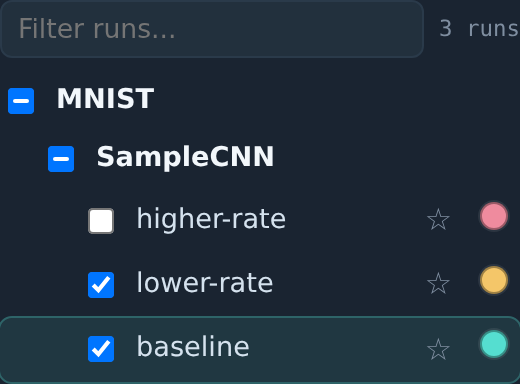 Filter runs... 3 runs
MNIST
SampleCNN
higher-rate
lower-rate
baseline